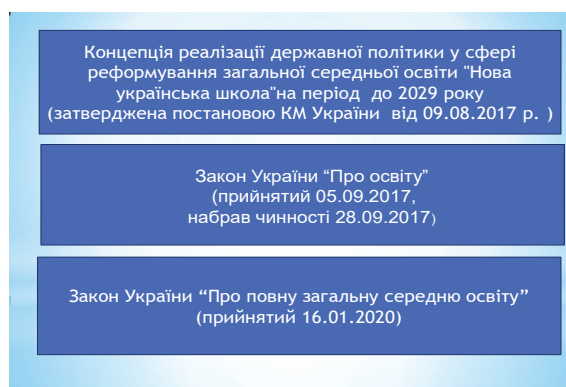 Концепція реалізації державної політики у сфері
реформування загальної середньої освіти "Нова
українська школа"на період  до 2029 року
(затверджена постановою КМ України  від 09.08.2017 р. )
Закон України “Про освіту”
(прийнятий 05.09.2017,
набрав чинності 28.09.2017)
Закон України “Про повну загальну середню освіту”
(прийнятий 16.01.2020)